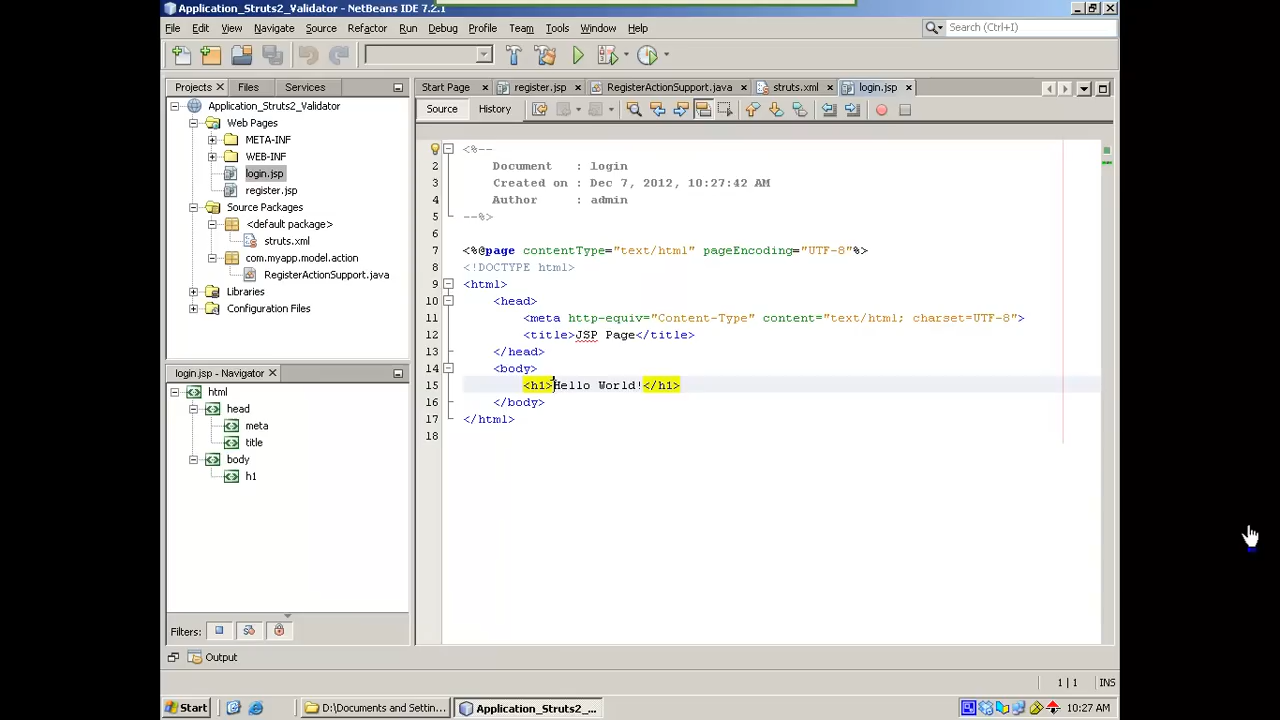 Application_Struts2_Validator - NetBeans IDE 7.2.1
File Edit View Navigate Source Refactor Run Debug Profile Team Tools Window Help
Search (Ctrl+I)
Projects Files Services
Start Page register.jsp RegisterActionSupport.java struts.xml login.jsp
Application_Struts2_Validator
Web Pages
META-INF
WEB-INF
login.jsp
register.jsp
Source Packages
<default package>
struts.xml
com.myapp.model.action
RegisterActionSupport.java
Libraries
Configuration Files
login.jsp - Navigator
html
head
meta
title
body
h1
Filters:
Source History
<%--
2 Document : login
3 Created on : Dec 7, 2012, 10:27:42 AM
4 Author : admin
5 --%>
6
7 <%@page contentType="text/html" pageEncoding="UTF-8"%>
8 <!DOCTYPE html>
9 <html>
10 <head>
11 <meta http-equiv="Content-Type" content="text/html; charset=UTF-8">
12 <title>JSP Page</title>
13 </head>
14 <body>
15 <h1>Hello World!</h1>
16 </body>
17 </html>
18
Output
1|1 INS
Start D:\Documents and Settin... Application_Struts2_... 10:27 AM